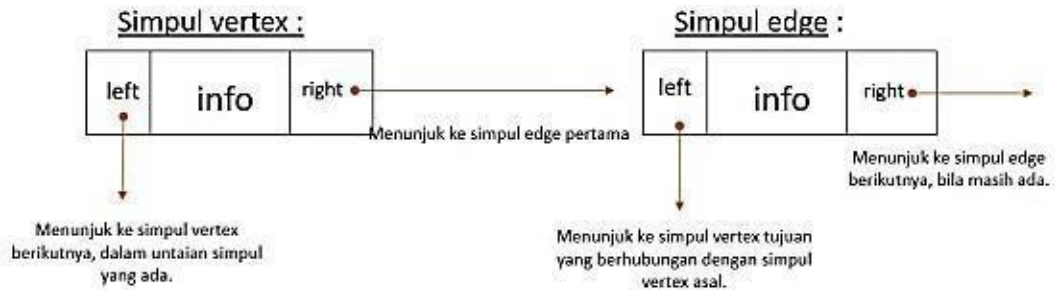 Simpul vertex :
left
info
right
Menunjuk ke simpul edge pertama
Menunjuk ke simpul vertex
berikutnya, dalam untaian simpul
yang ada.
Simpul edge :
left
info
right
Menunjuk ke simpul edge
berikutnya, bila masih ada.
Menunjuk ke simpul vertex tujuan
yang berhubungan dengan simpul
vertex asal.